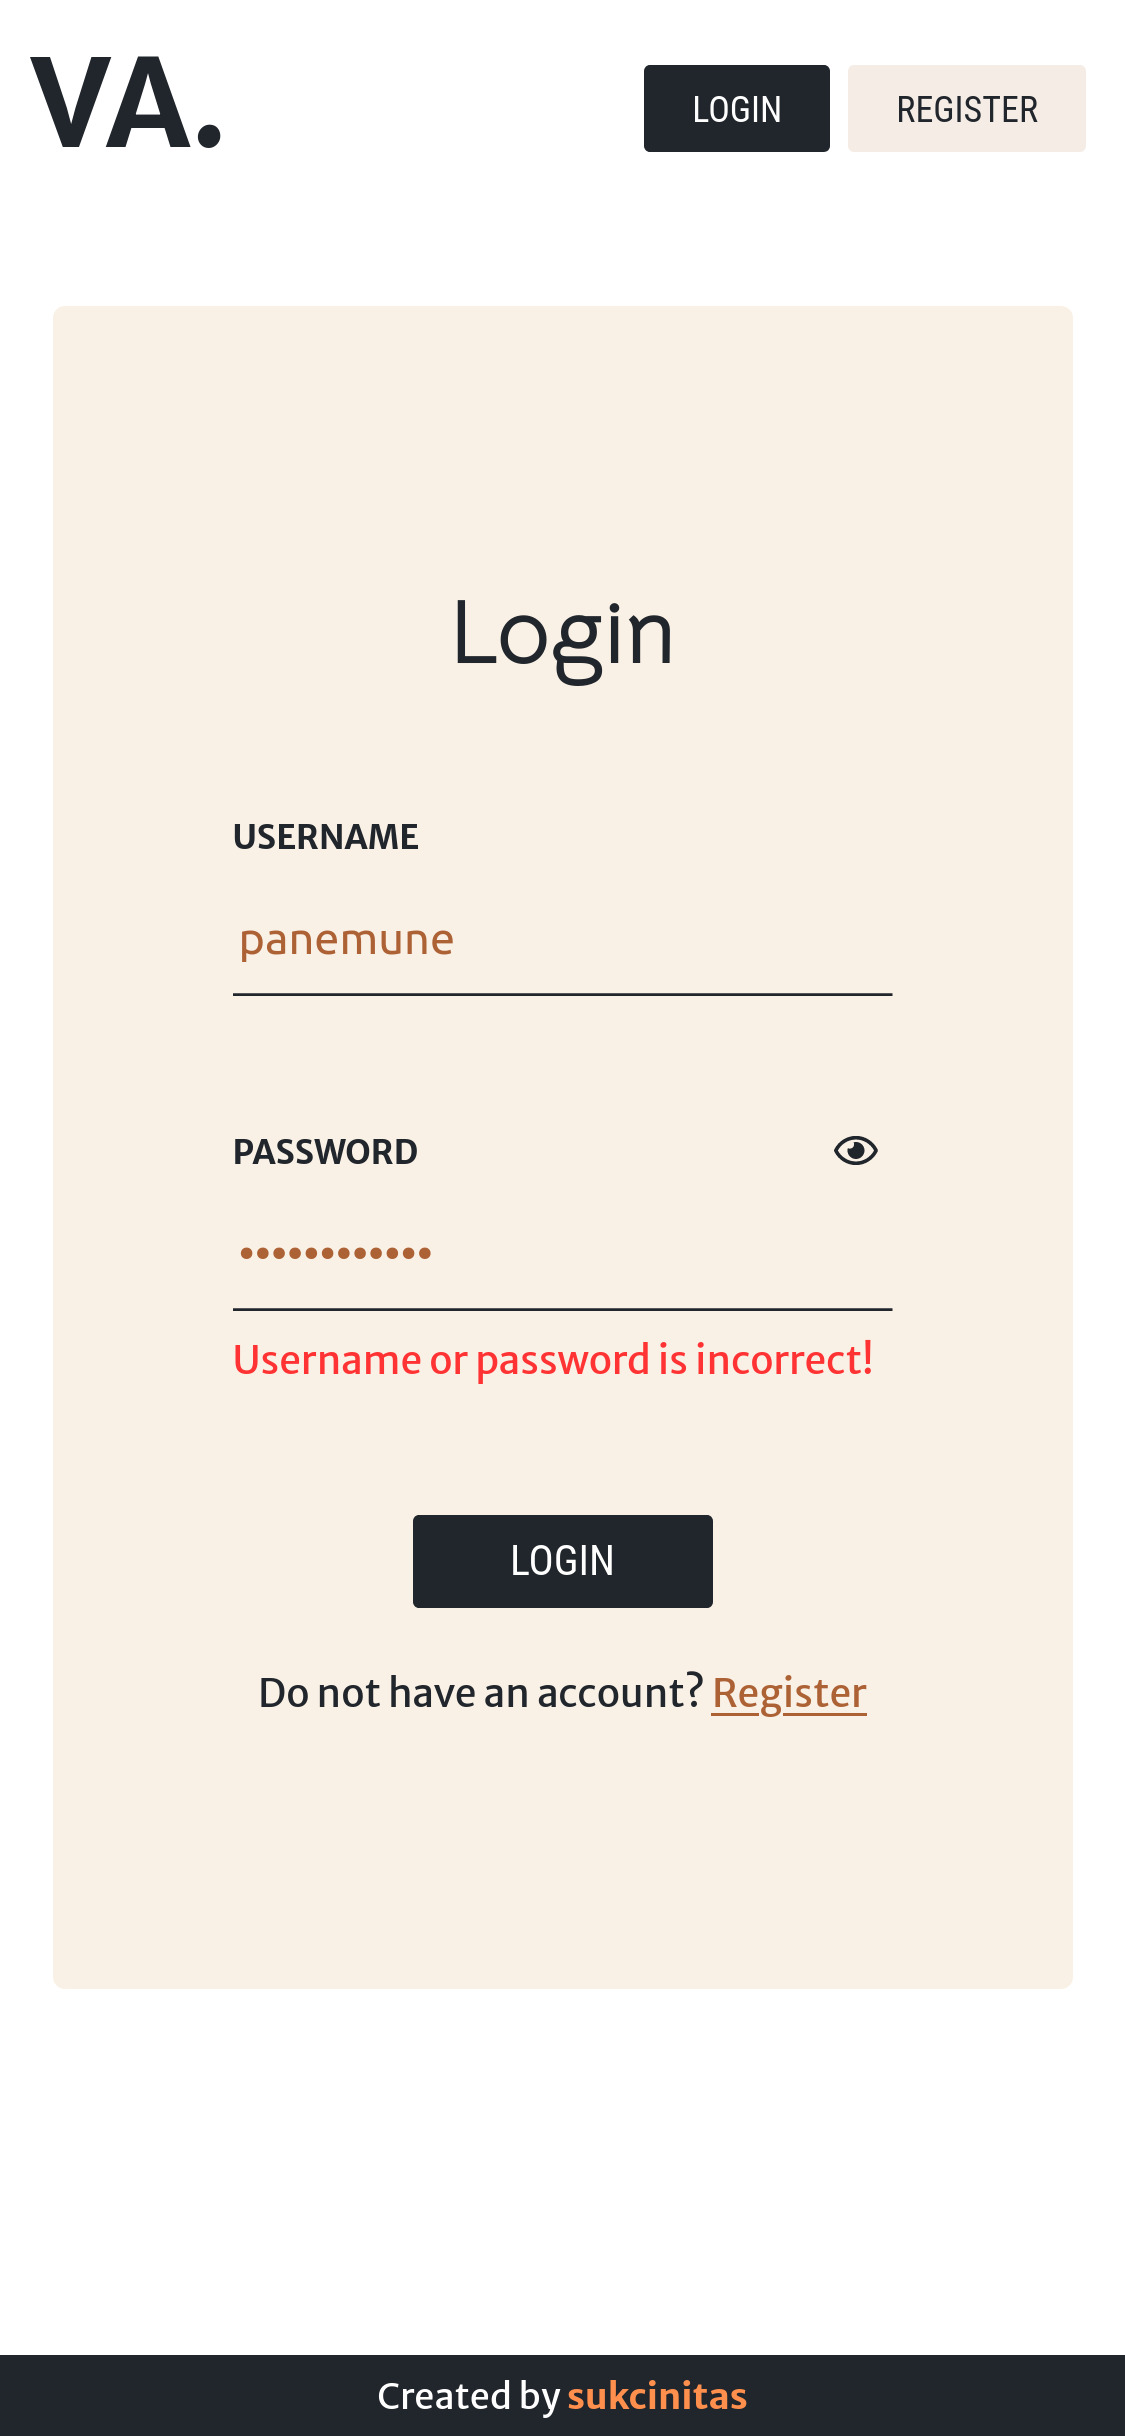 VA.
LOGIN REGISTER
Login
USERNAME
panemune
PASSWORD
••••••••••••
Username or password is incorrect!
LOGIN
Do not have an account? Register
Created by sukcinitas